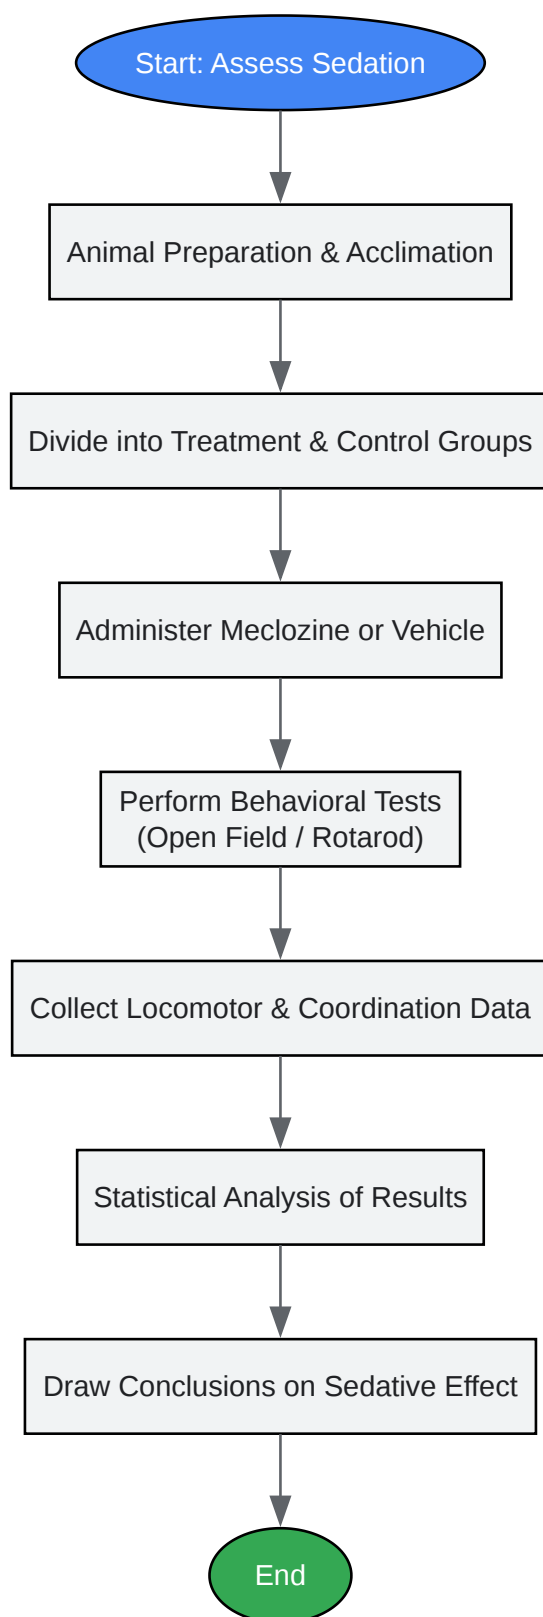 Start: Assess Sedation
Animal Preparation & Acclimation
Divide into Treatment & Control Groups
Administer Meclozine or Vehicle
Perform Behavioral Tests
(Open Field / Rotarod)
Collect Locomotor & Coordination Data
Statistical Analysis of Results
Draw Conclusions on Sedative Effect
End